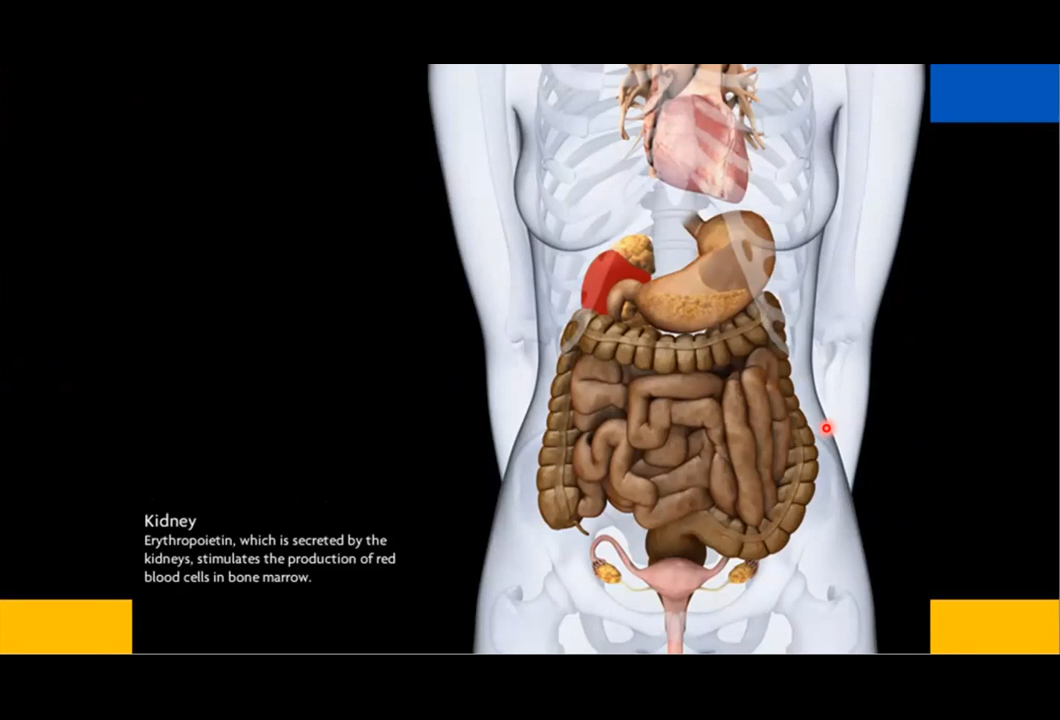 Kidney
Erythropoietin, which is secreted by the
kidneys, stimulates the production of red
blood cells in bone marrow.